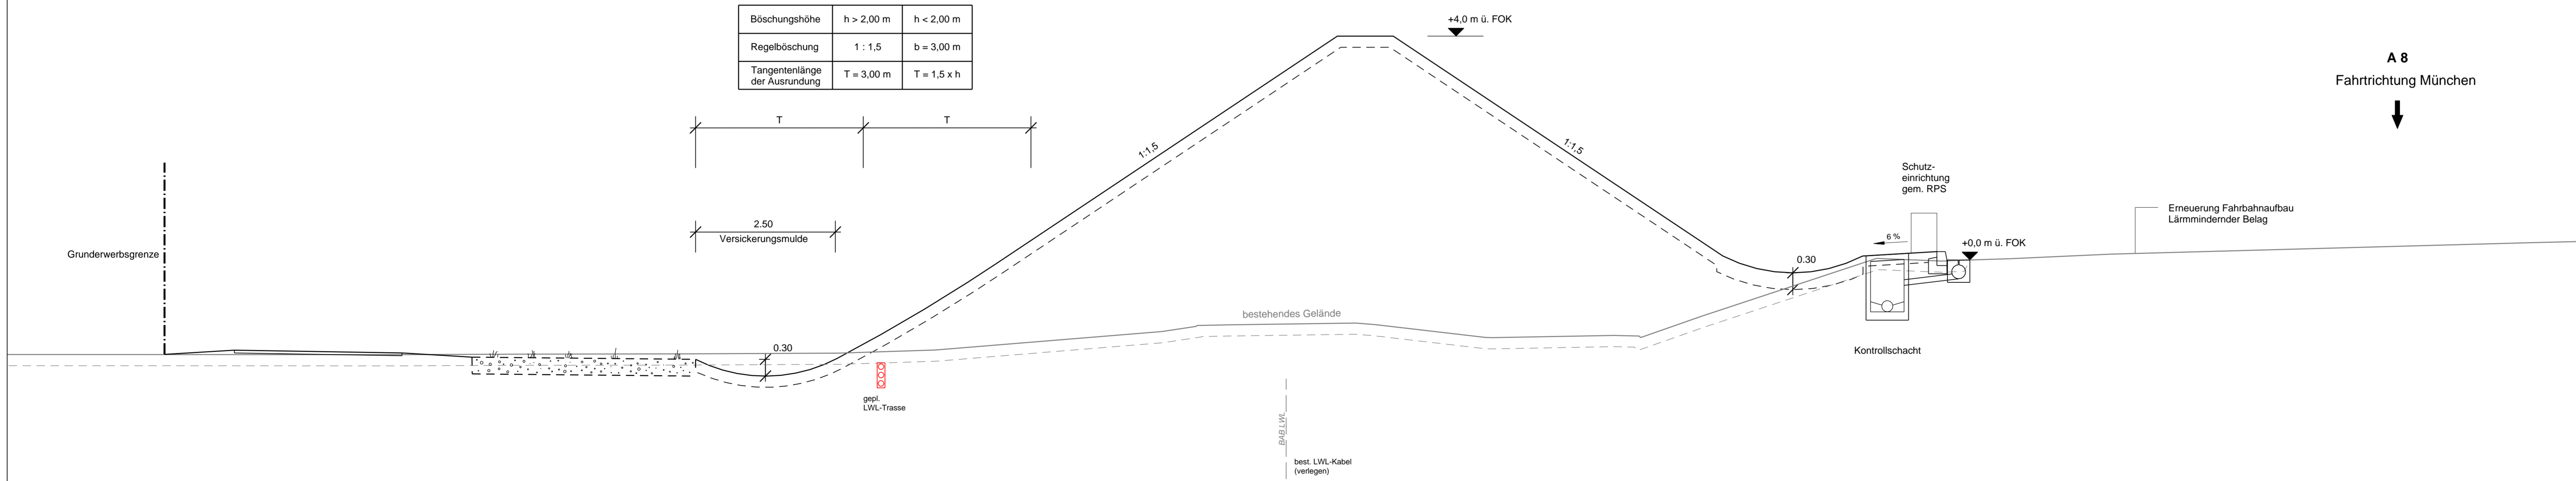 Böschungshöhe h > 2,00 m h < 2,00 m
Regelböschung 1 : 1,5 b = 3,00 m
Tangentenlänge
der Ausrundung T = 3,00 m T = 1,5 x h
T T
+4,0 m ü. FOK
A 8
Fahrtrichtung München
1:1,5
1:1,5
Schutz-
einrichtung
gem. RPS
Erneuerung Fahrbahnaufbau
Lärmmindernder Belag
2.50
Versickerungsmulde
6 %
+0,0 m ü. FOK
Grunderwerbsgrenze
0.30
bestehendes Gelände
0.30
Kontrollschacht
gepl.
LWL-Trasse
BAB LWL
best. LWL-Kabel
(verlegen)